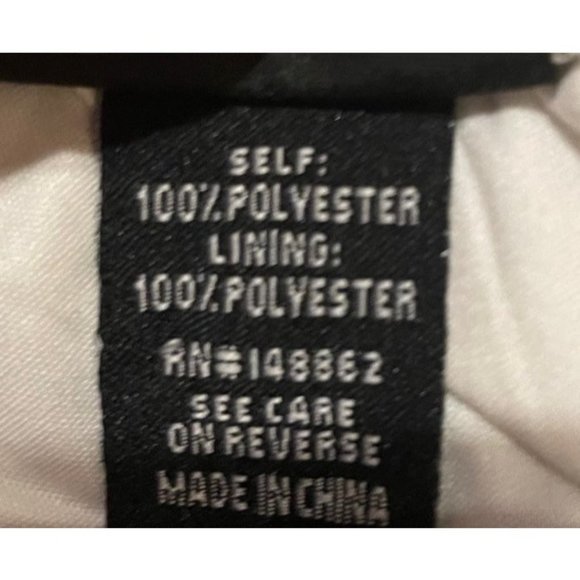 SELF:
100% POLYESTER
LINING:
100% POLYESTER
RN#148862
SEE CARE
ON REVERSE
MADE IN CHINA